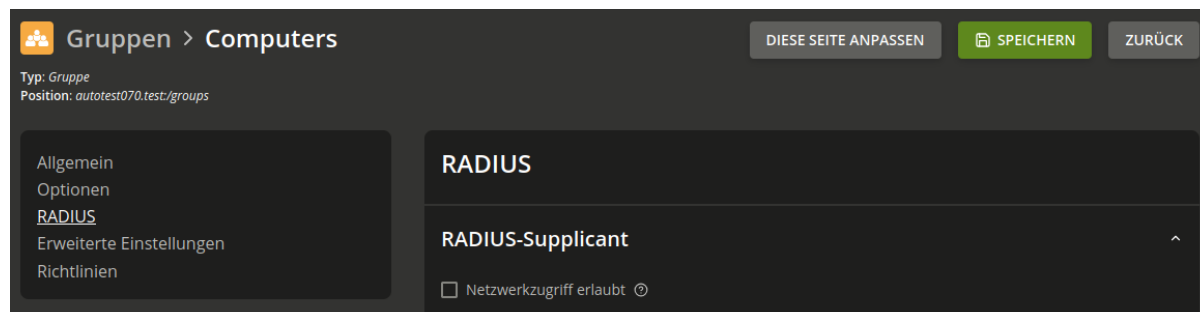 Gruppen > Computers
DIESE SEITE ANPASSEN
SPEICHERN
ZURÜCK
Typ: Gruppe
Position: autotest070.test:/groups
Allgemein
Optionen
RADIUS
Erweiterte Einstellungen
Richtlinien
RADIUS
RADIUS-Supplicant
Netzwerkzugriff erlaubt